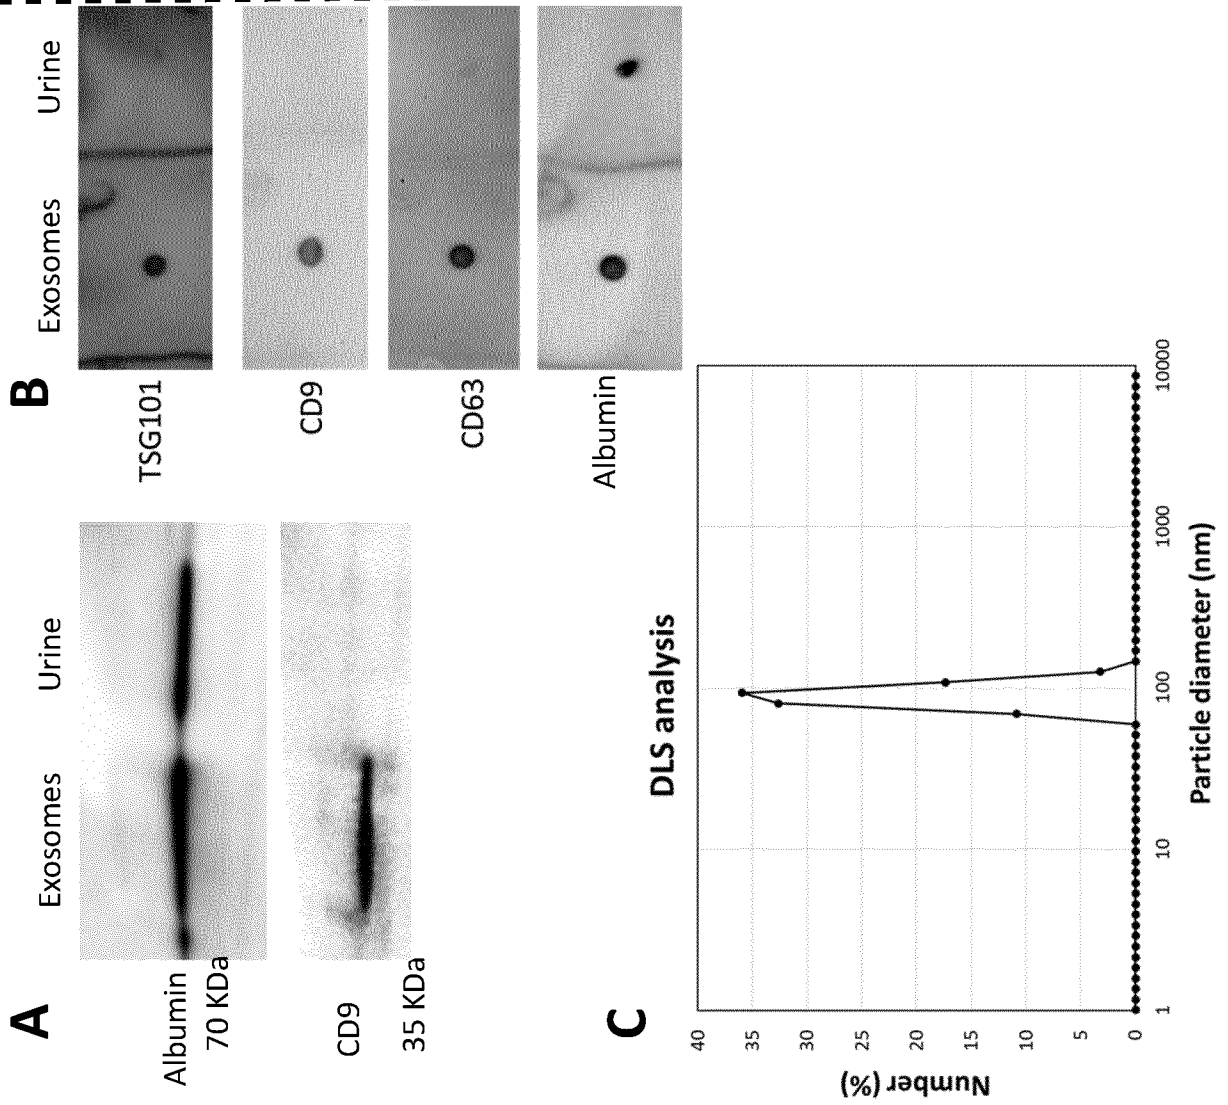 A
Exosomes Urine
Albumin
70 KDa
CD9
35 KDa
B
Exosomes Urine
TSG101
CD9
CD63
Albumin
C
DLS analysis
Number (%)
40
35
30
25
20
15
10
5
0
1 10 100 1000 10000
Particle diameter (nm)